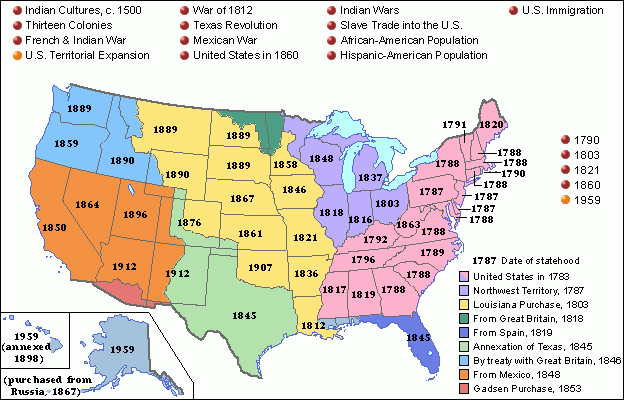 Indian Cultures, c. 1500
War of 1812
Indian Wars
U.S. Immigration
Thirteen Colonies
Texas Revolution
Slave Trade into the U.S.
French & Indian War
Mexican War
African-American Population
U.S. Territorial Expansion
United States in 1860
Hispanic-American Population
1889
1859
1890
1889
1890
1889
1889
1867
1861
1907
1858
1846
1821
1836
1812
1848
1837
1818
1816
1803
1791
1820
1788
1788
1788
1790
1788
1787
1787
1787
1788
1863
1788
1792
1796
1789
1788
1817
1819
1788
1845
1850
1864
1896
1876
1912
1912
1845
1790
1803
1821
1860
1959
1787 Date of statehood
United States in 1783
Northwest Territory, 1787
Louisiana Purchase, 1803
From Great Britain, 1818
From Spain, 1819
Annexation of Texas, 1845
By treaty with Great Britain, 1846
From Mexico, 1848
Gadsen Purchase, 1853
1959
(annexed
1898)
1959
(purchased from
Russia, 1867)